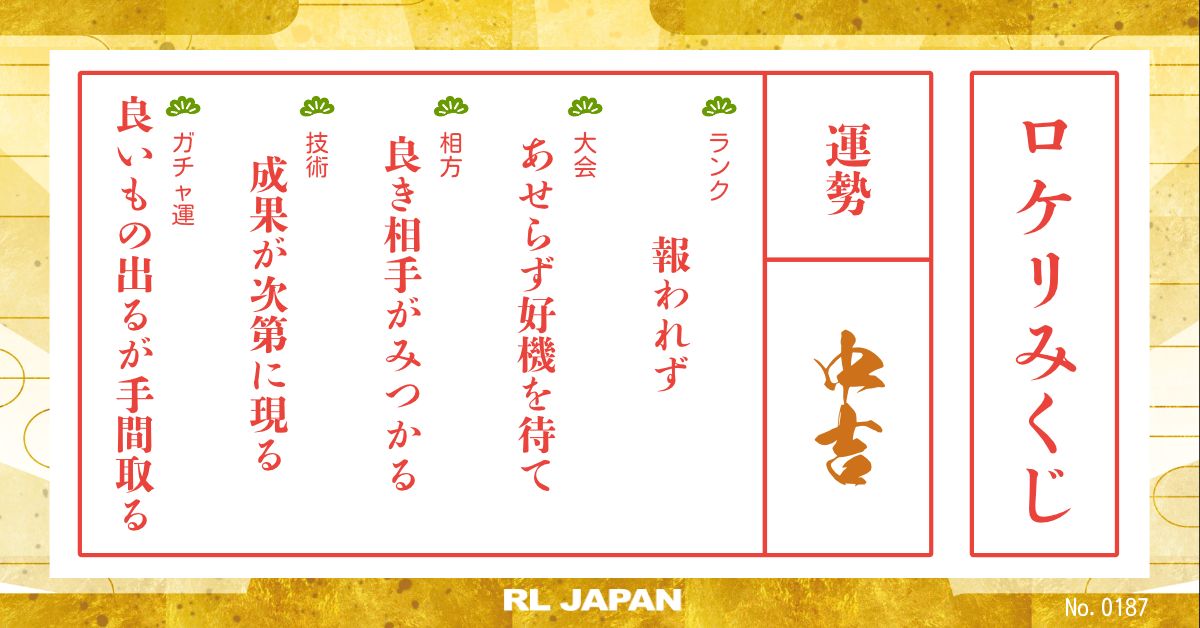 ロケリみくじ
運勢
中吉
ランク
報われず
大会
あせらず好機を待て
相方
良き相手がみつかる
技術
成果が次第に現る
ガチャ運
良いもの出るが手間取る
RL JAPAN
No. 0187